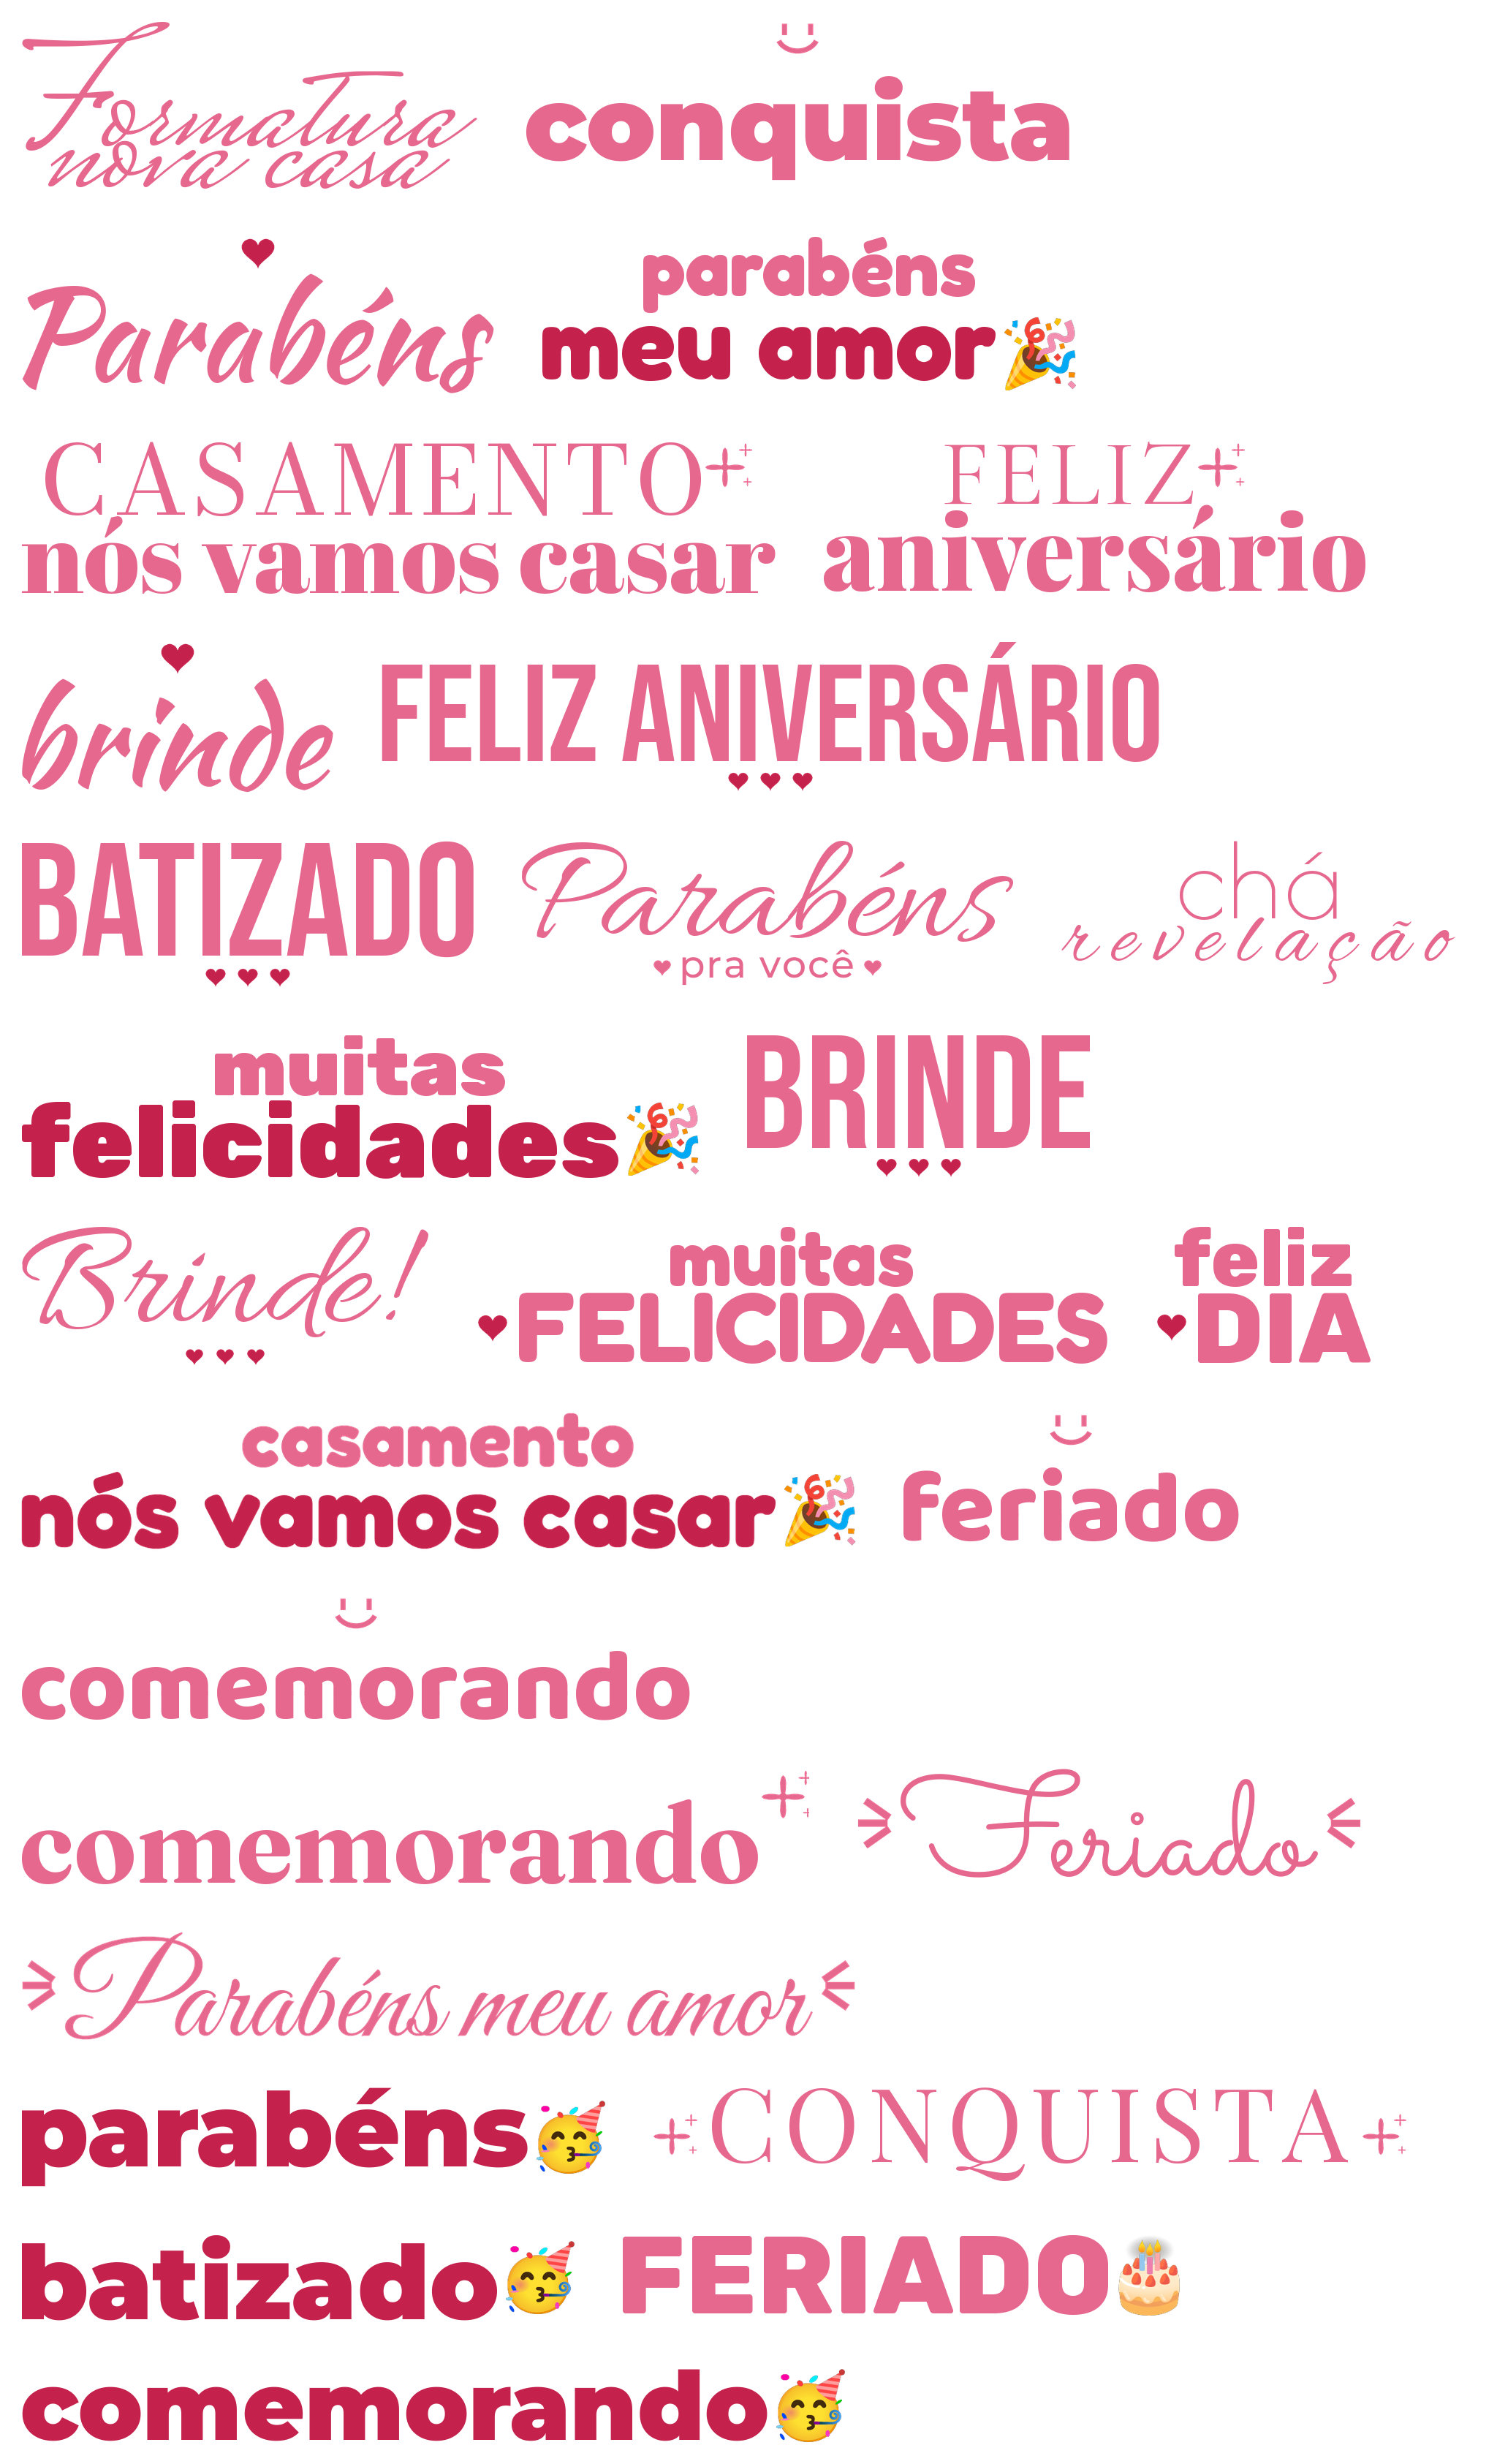 Formatura
nova casa
conquista
Parabéns
parabéns
meu amor🎉
CASAMENTO
nós vamos casar
FELIZ
aniversário
brinde
FELIZ ANIVERSÁRIO
BATIZADO
Parabéns
pra você
chá
revelação
muitas
felicidades🎉
BRINDE
Brinde!
muitas
FELICIDADES
feliz
DIA
casamento
nós vamos casar🎉
feriado
comemorando
comemorando
Feriado
Parabéns meu amor
parabéns🥳
CONQUISTA
batizado🥳
FERIADO🎂
comemorando🥳